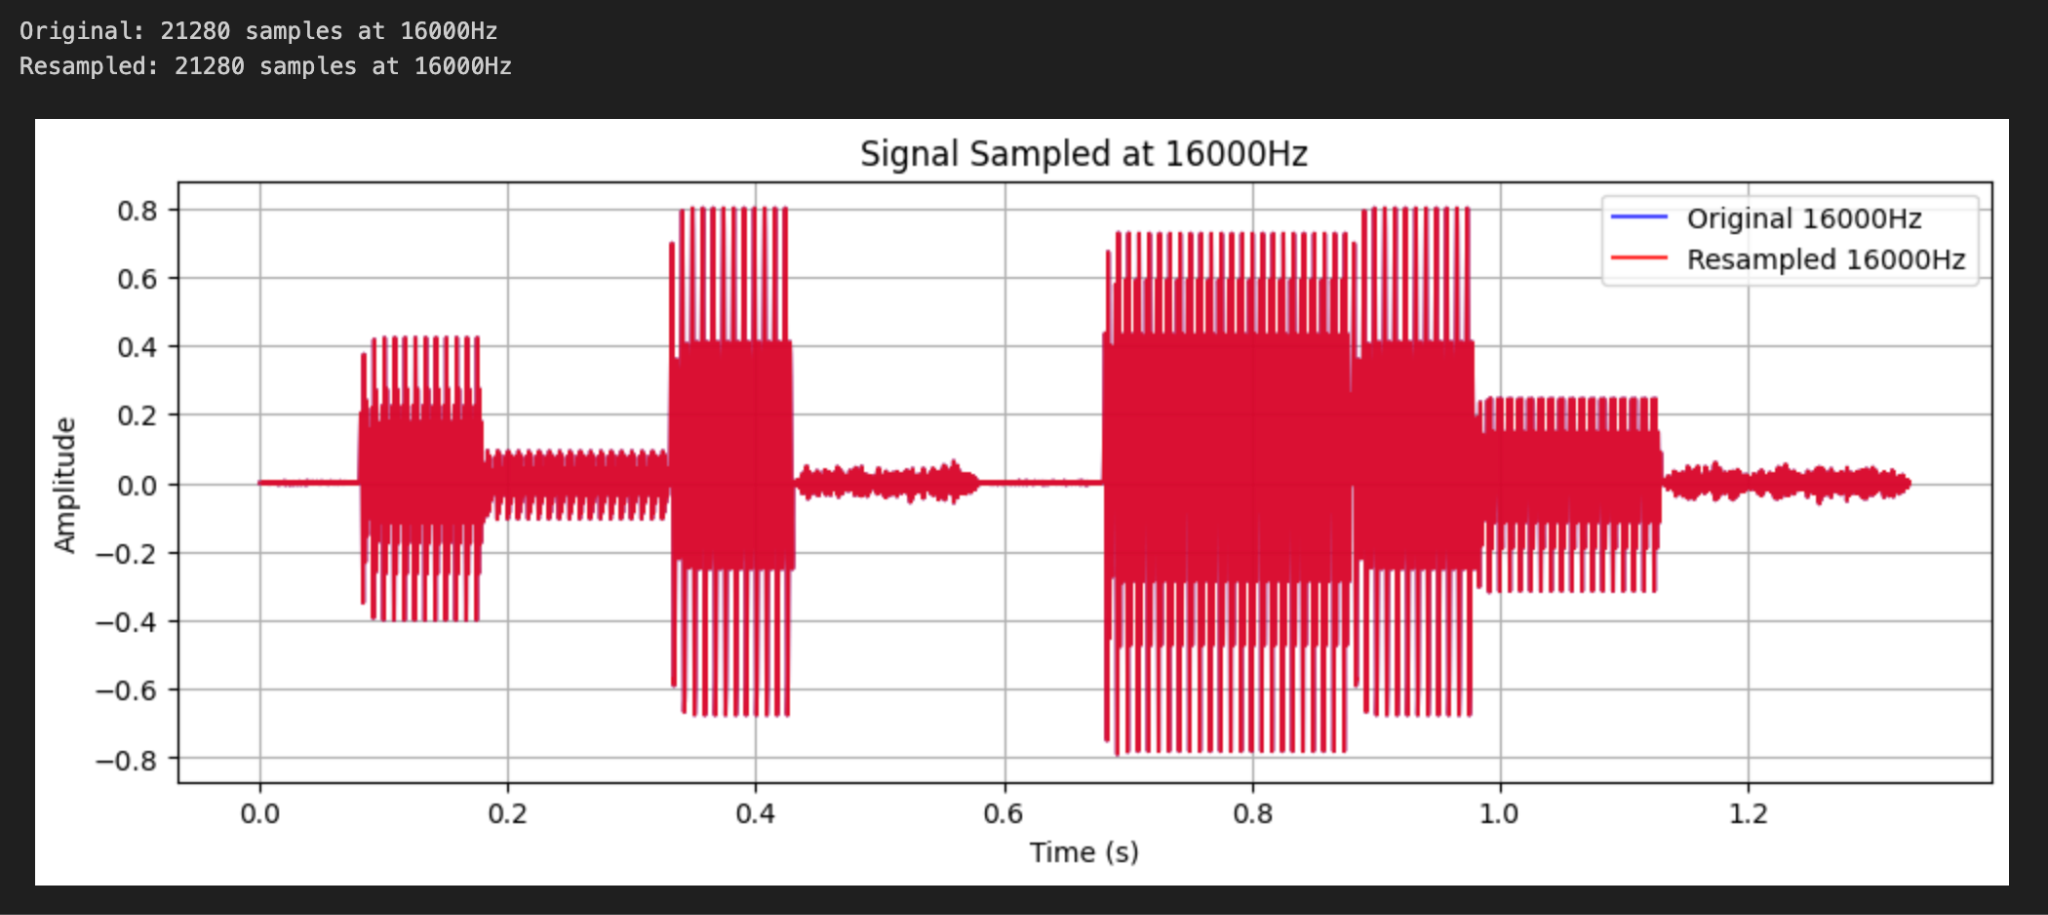 Original: 21280 samples at 16000Hz
Resampled: 21280 samples at 16000Hz
Signal Sampled at 16000Hz
Original 16000Hz
Resampled 16000Hz
Amplitude
0.8
0.6
0.4
0.2
0.0
−0.2
−0.4
−0.6
−0.8
0.0 0.2 0.4 0.6 0.8 1.0 1.2
Time (s)